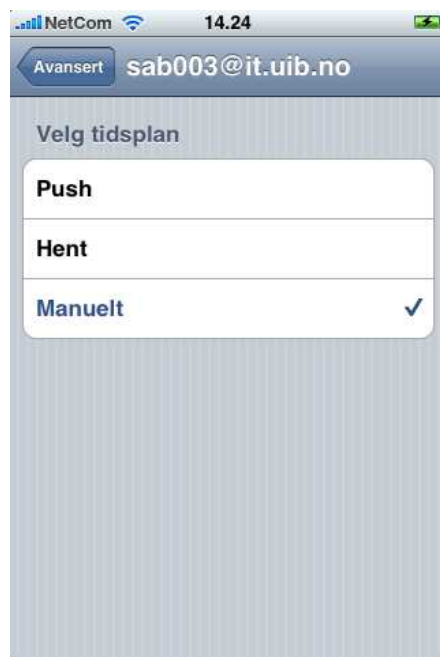 NetCom 14.24
Avansert sab003@it.uib.no
Velg tidsplan
Push
Hent
Manuelt